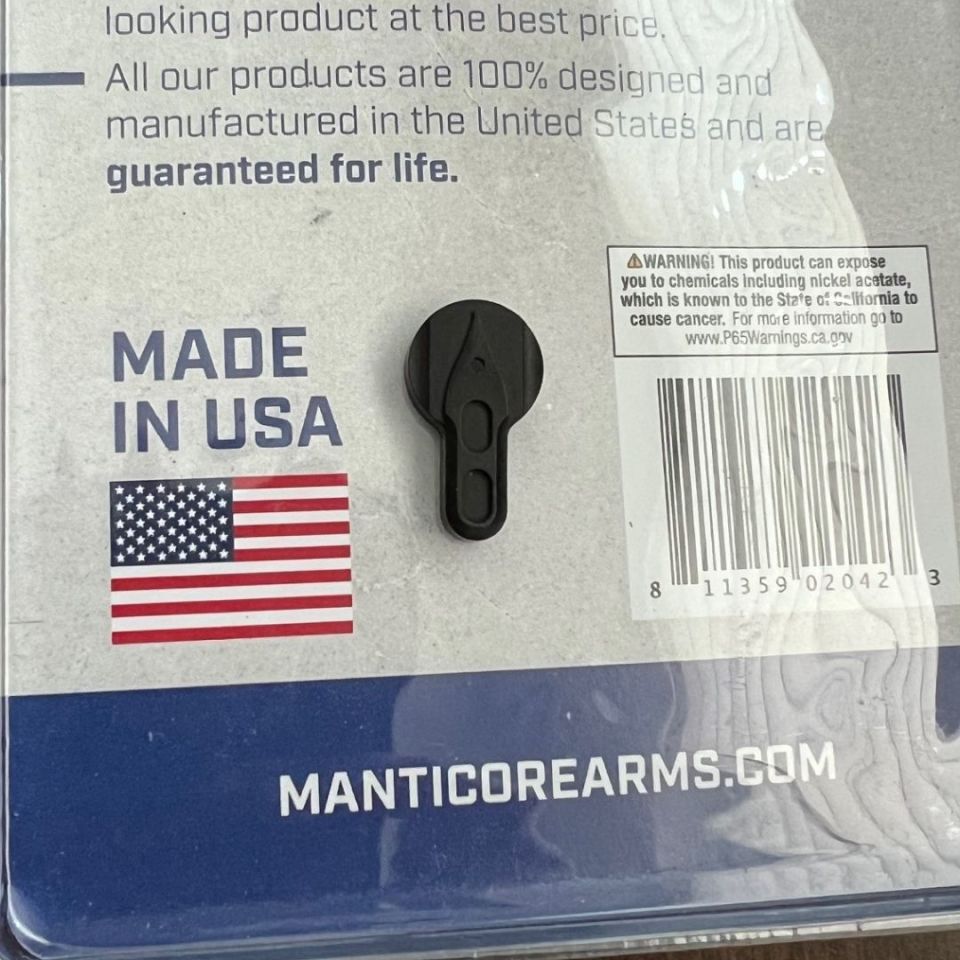 looking product at the best price.
All our products are 100% designed and
manufactured in the United States and are
guaranteed for life.
MADE
IN USA
⚠WARNING! This product can expose
you to chemicals including nickel acetate,
which is known to the State of California to
cause cancer. For more information go to
www.P65Warnings.ca.gov
8 11359 02042 3
MANTICOREARMS.COM